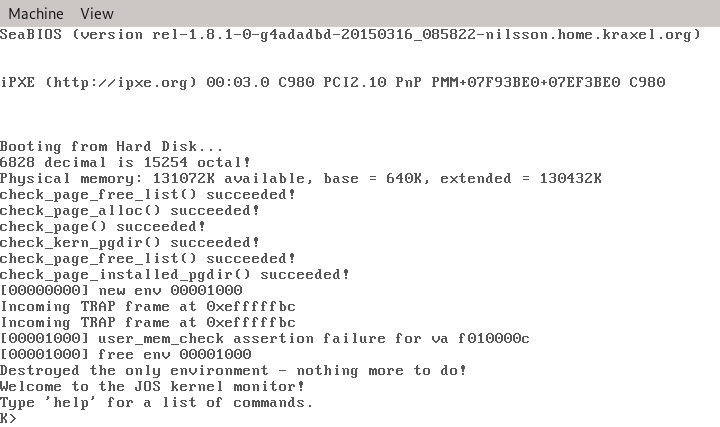 Machine View
SeaBIOS (version rel-1.8.1-0-g4adadbd-20150316_085822-nilsson.home.kraxel.org)
iPXE (http://ipxe.org) 00:03.0 C980 PCI2.10 PnP PMM+07F93BE0+07EF3BE0 C980
Booting from Hard Disk...
6828 decimal is 15254 octal!
Physical memory: 131072K available, base = 640K, extended = 130432K
check_page_free_list() succeeded!
check_page_alloc() succeeded!
check_page() succeeded!
check_kern_pgdir() succeeded!
check_page_free_list() succeeded!
check_page_installed_pgdir() succeeded!
[00000000] new env 00001000
Incoming TRAP frame at 0xefffffbc
Incoming TRAP frame at 0xefffffbc
[00001000] user_mem_check assertion failure for va f010000c
[00001000] free env 00001000
Destroyed the only environment - nothing more to do!
Welcome to the JOS kernel monitor!
Type 'help' for a list of commands.
K>